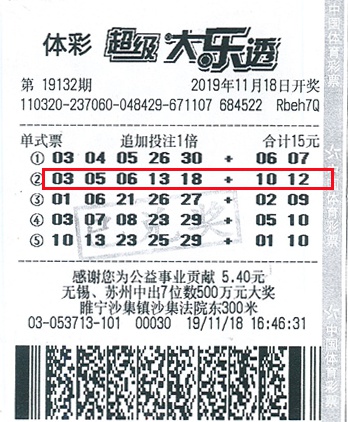 体彩 超级大乐透
第 19132期 2019年11月18日开奖
110320-237060-048429-671107 684522 Rbeh7Q
单式票 追加投注1倍 合计15元
① 03 04 05 26 30 + 06 07
② 03 05 06 13 18 + 10 12
③ 01 06 21 26 27 + 02 09
④ 03 07 08 23 29 + 05 10
⑤ 10 13 23 25 29 + 01 10
已兑奖
感谢您为公益事业贡献 5.40元
无锡、苏州中出7位数500万元大奖
睢宁沙集镇沙集法院东300米
03-053713-101 00030 19/11/18 16:46:31
中国体育彩票
中国体育彩票
中国体育彩票